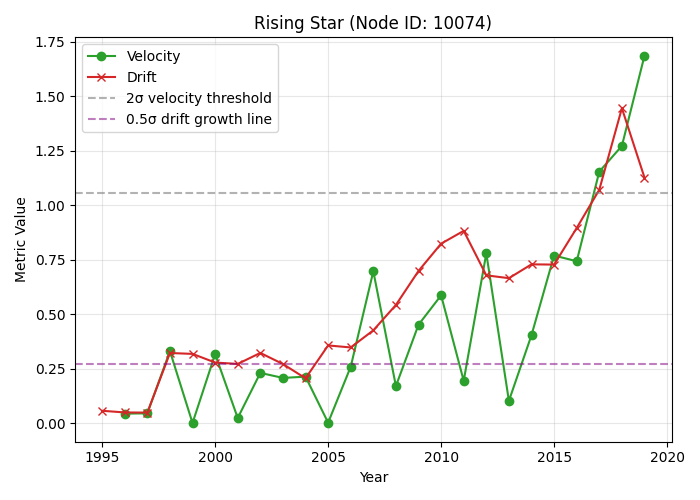 Rising Star (Node ID: 10074)
Velocity
Drift
2σ velocity threshold
0.5σ drift growth line
Metric Value
1.75
1.50
1.25
1.00
0.75
0.50
0.25
0.00
1995 2000 2005 2010 2015 2020
Year